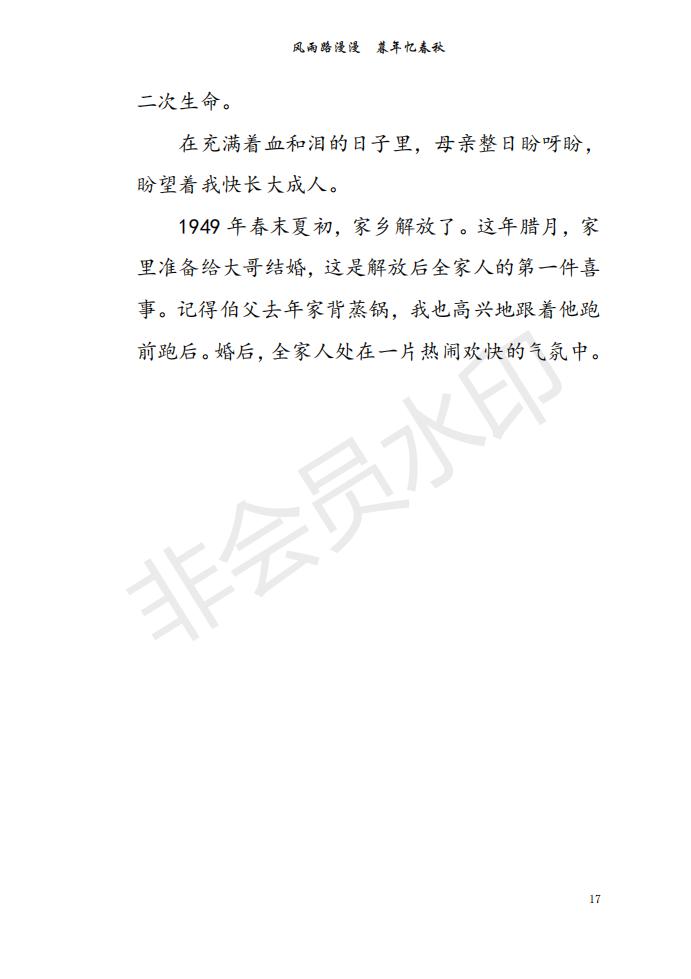 风雨路漫漫　暮年忆春秋
二次生命。
在充满着血和泪的日子里，母亲整日盼呀盼，
盼望着我快长大成人。
1949 年春末夏初，家乡解放了。这年腊月，家
里准备给大哥结婚，这是解放后全家人的第一件喜
事。记得伯父去年家背蒸锅，我也高兴地跟着他跑
前跑后。婚后，全家人处在一片热闹欢快的气氛中。
非会员水印
17